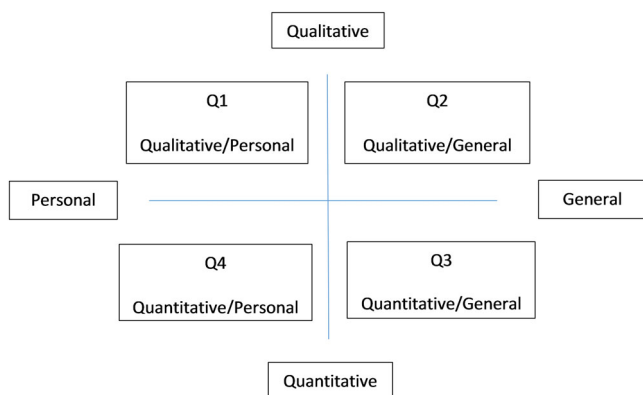 Qualitative
Q1
Qualitative/Personal
Q2
Qualitative/General
Personal
General
Q4
Quantitative/Personal
Q3
Quantitative/General
Quantitative